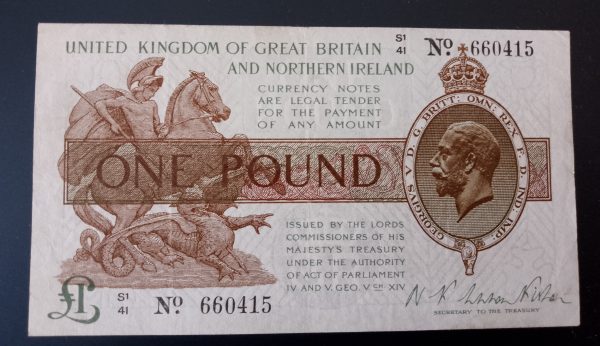 UNITED KINGDOM OF GREAT BRITAIN
AND NORTHERN IRELAND
S1
41 No. 660415
CURRENCY NOTES
ARE LEGAL TENDER
FOR THE PAYMENT
OF ANY AMOUNT
GEORGIVS V D. G. BRITT: OMN: REX F. D. IND: IMP:
ONE POUND
ISSUED BY THE LORDS
COMMISSIONERS OF HIS
MAJESTY'S TREASURY
UNDER THE AUTHORITY
OF ACT OF PARLIAMENT
IV AND V. GEO. V. CH XIV
£1
S1
41 No. 660415
SECRETARY TO THE TREASURY